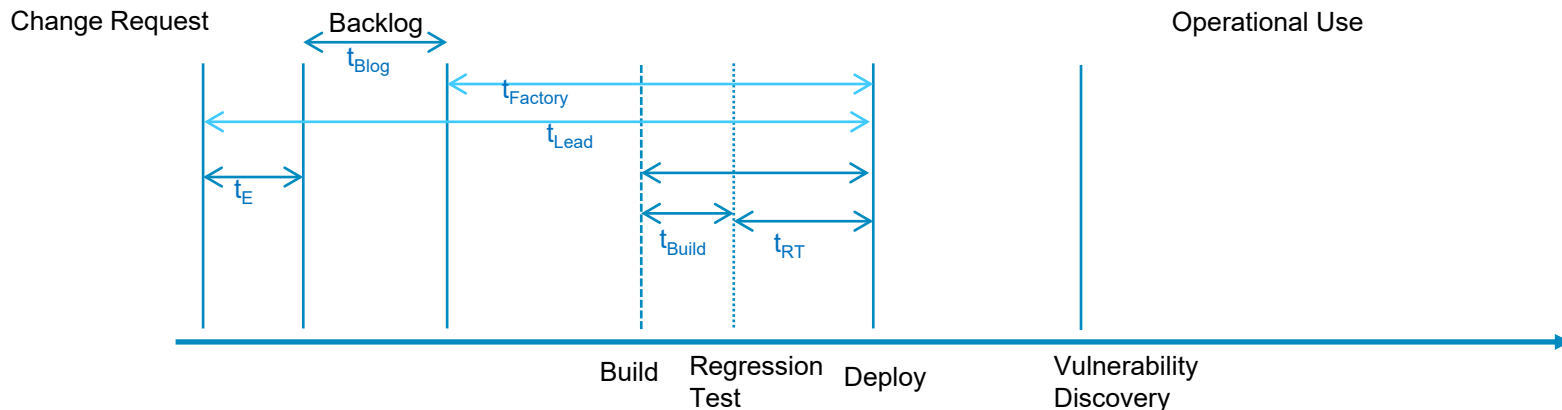 Change Request
Backlog
Operational Use
tBlog
tFactory
tLead
tE
tBuild
tRT
Build
Regression
Test
Deploy
Vulnerability
Discovery